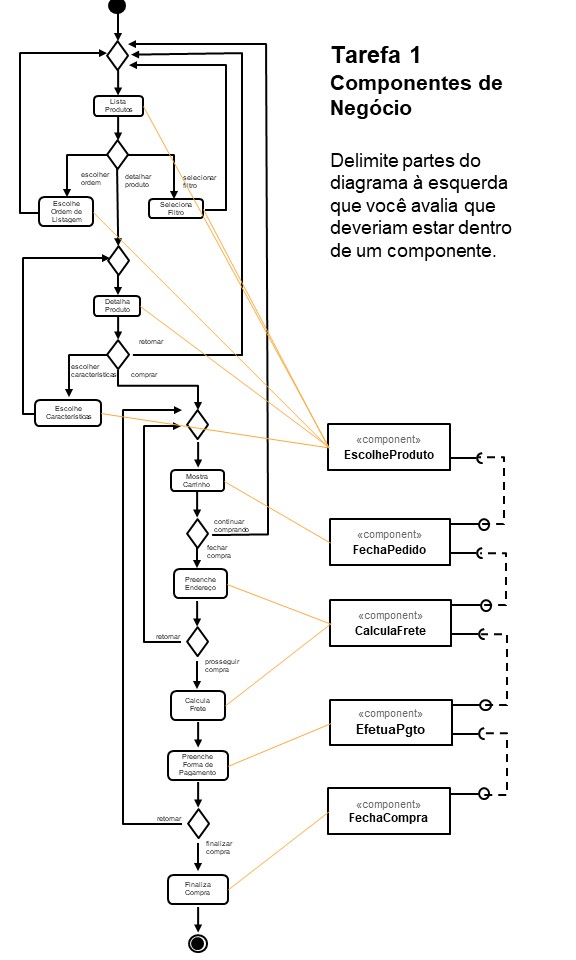 Tarefa 1
Componentes de
Negócio
Delimite partes do
diagrama à esquerda
que você avalia que
deveriam estar dentro
de um componente.
Lista
Produtos
escolher
ordem
detalhar
produto
selecionar
filtro
Escolhe
Ordem de
Listagem
Seleciona
Filtro
Detalha
Produto
retornar
escolher
características
comprar
Escolhe
Características
Mostra
Carrinho
continuar
comprando
fechar
compra
Preenche
Endereço
retornar
prosseguir
compra
Calcula
Frete
Preenche
Forma de
Pagamento
retornar
finalizar
compra
Finaliza
Compra
«component»
EscolheProduto
«component»
FechaPedido
«component»
CalculaFrete
«component»
EfetuaPgto
«component»
FechaCompra